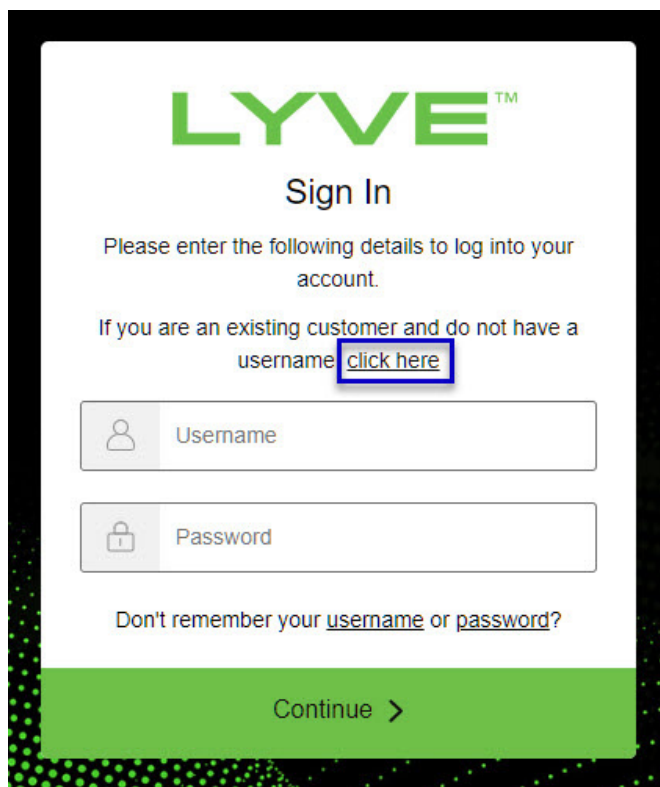 LYVE™
Sign In
Please enter the following details to log into your
account.
If you are an existing customer and do not have a
username click here
Username
Password
Don't remember your username or password?
Continue